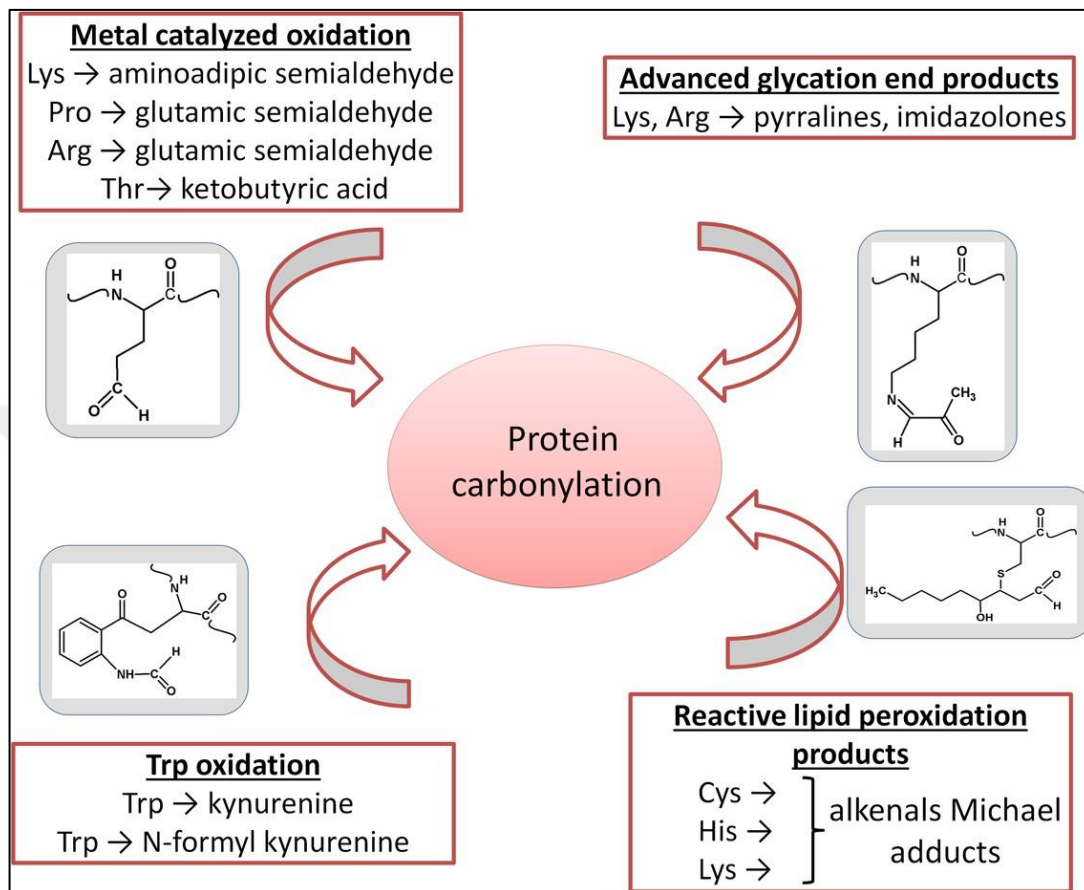 Metal catalyzed oxidation
Lys → aminoadipic semialdehyde
Pro → glutamic semialdehyde
Arg → glutamic semialdehyde
Thr→ ketobutyric acid
Advanced glycation end products
Lys, Arg → pyrralines, imidazolones
H
N
O
C
C
O
H
H
N
O
C
N
H
CH₃
O
Protein
carbonylation
H
N
O
C
S
H₃C
O
H
OH
N
H
O
C
O
H
NH
C
O
Trp oxidation
Trp → kynurenine
Trp → N-formyl kynurenine
Reactive lipid peroxidation
products
Cys →
His →
Lys →
alkenals Michael
adducts